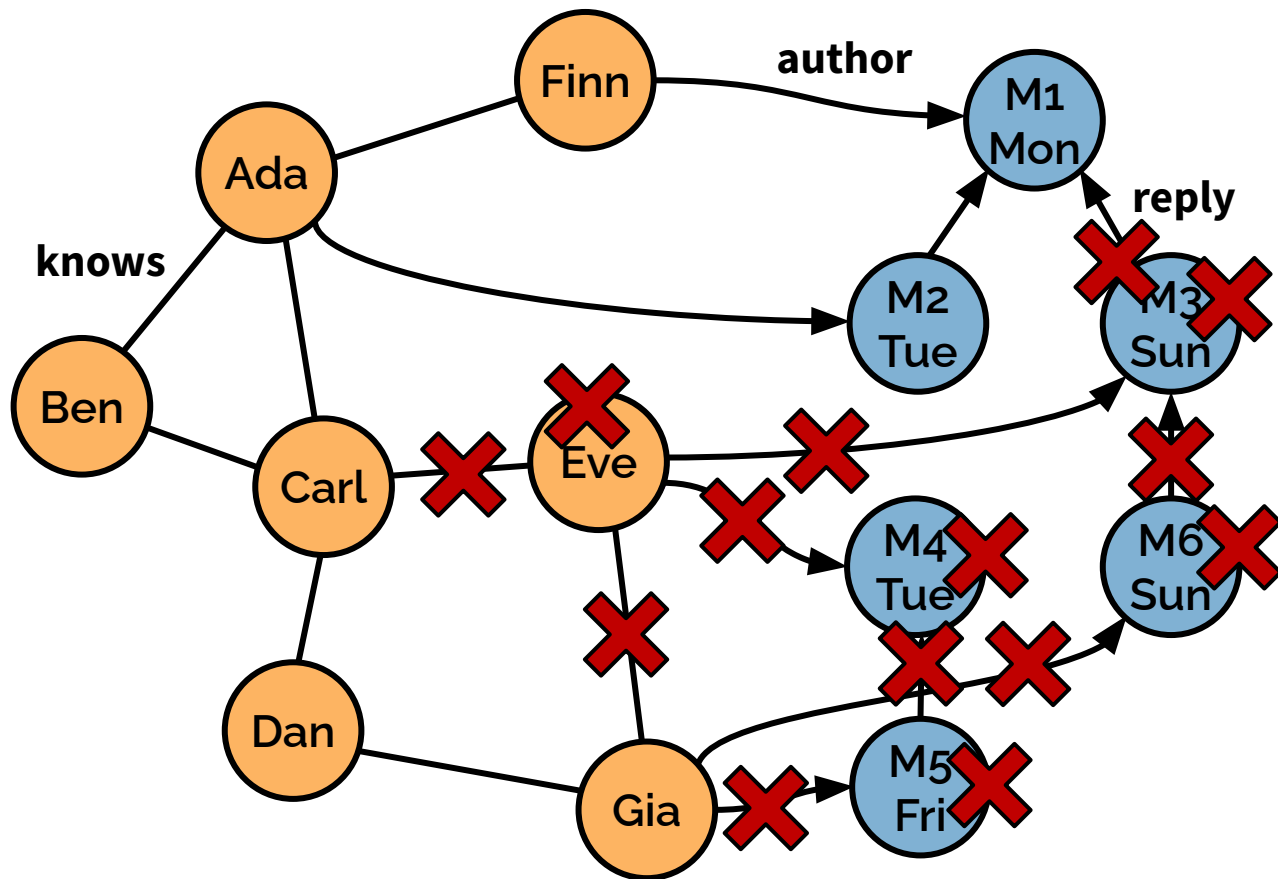 Finn
author
M1
Mon
Ada
reply
knows
M2
Tue
M3
Sun
Ben
Carl
Eve
M4
Tue
M6
Sun
Dan
Gia
M5
Fri